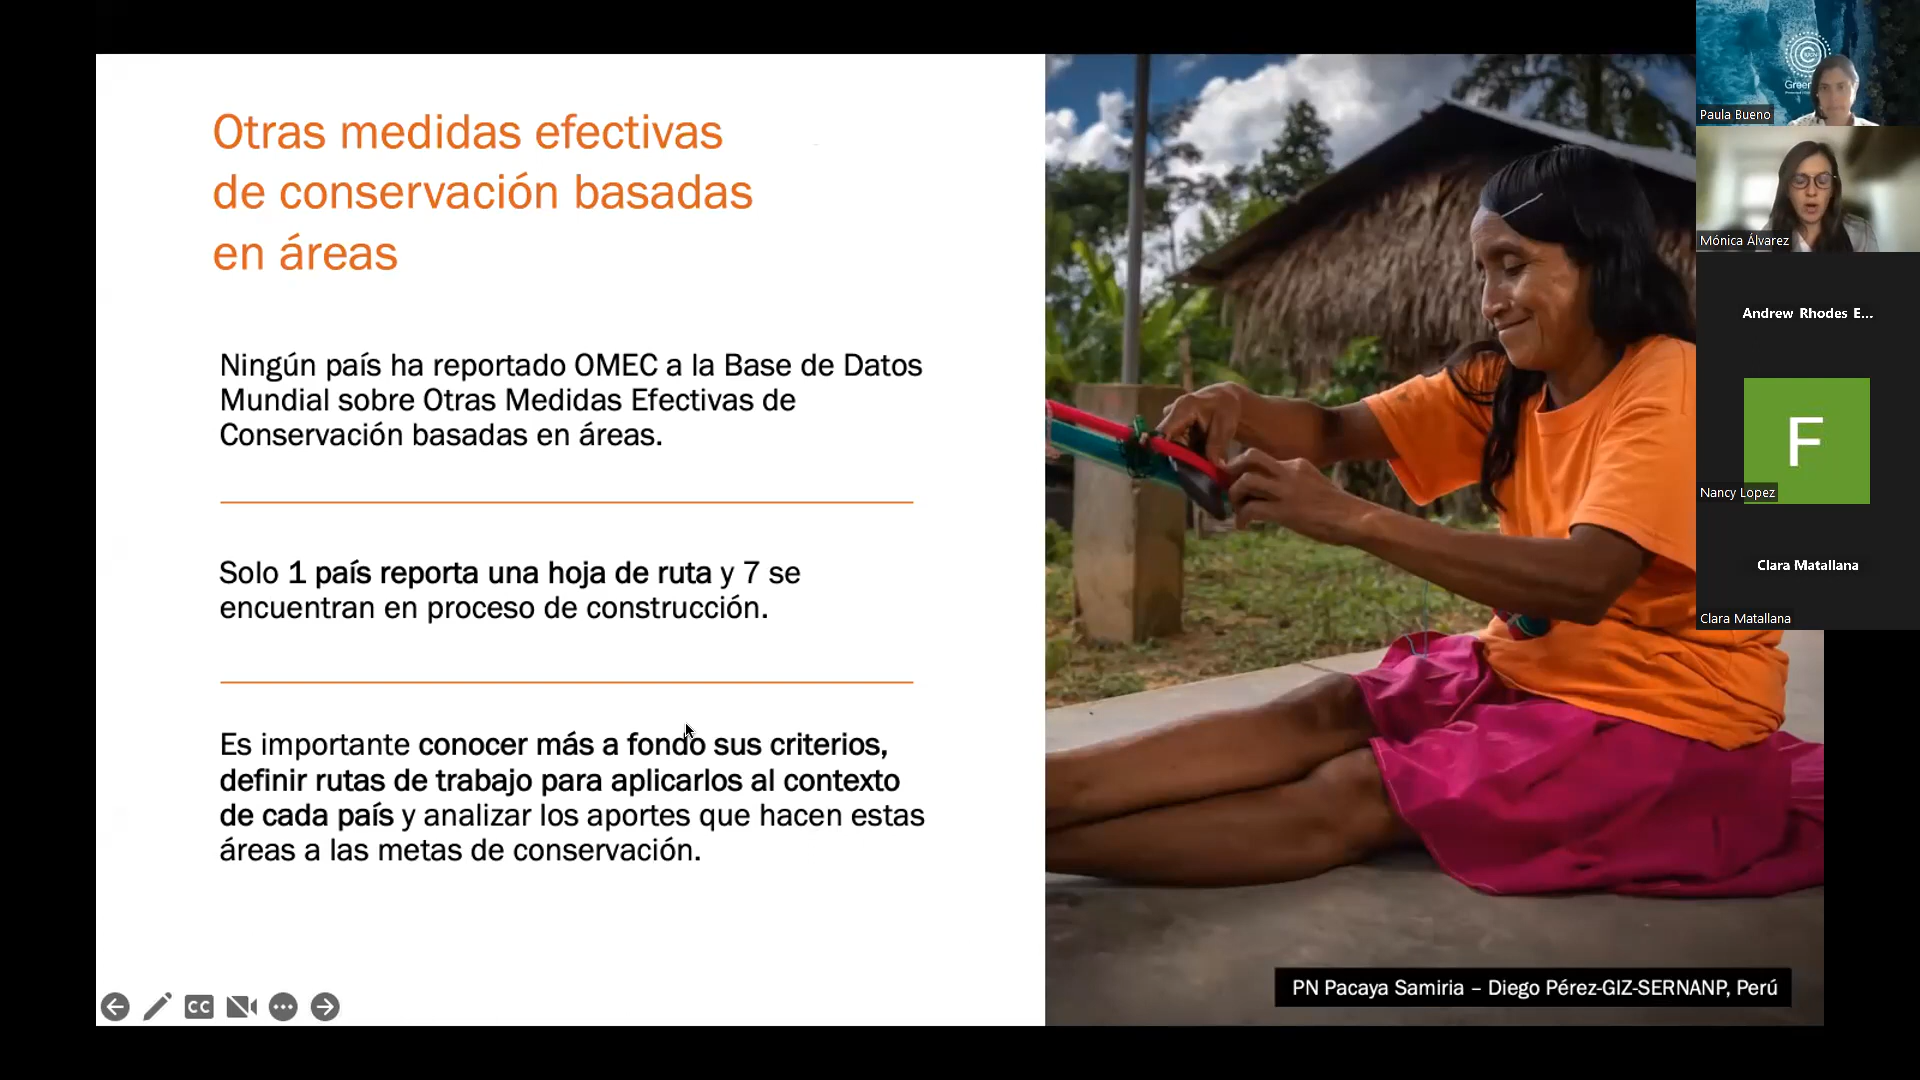 Otras medidas efectivas
de conservación basadas
en áreas
Ningún país ha reportado OMEC a la Base de Datos
Mundial sobre Otras Medidas Efectivas de
Conservación basadas en áreas.
Solo 1 país reporta una hoja de ruta y 7 se
encuentran en proceso de construcción.
Es importante conocer más a fondo sus criterios,
definir rutas de trabajo para aplicarlos al contexto
de cada país y analizar los aportes que hacen estas
áreas a las metas de conservación.
CC
PN Pacaya Samiria – Diego Pérez-GIZ-SERNANP, Perú
Paula Bueno
Mónica Álvarez
Andrew Rhodes E...
F
Nancy Lopez
Clara Matallana
Clara Matallana